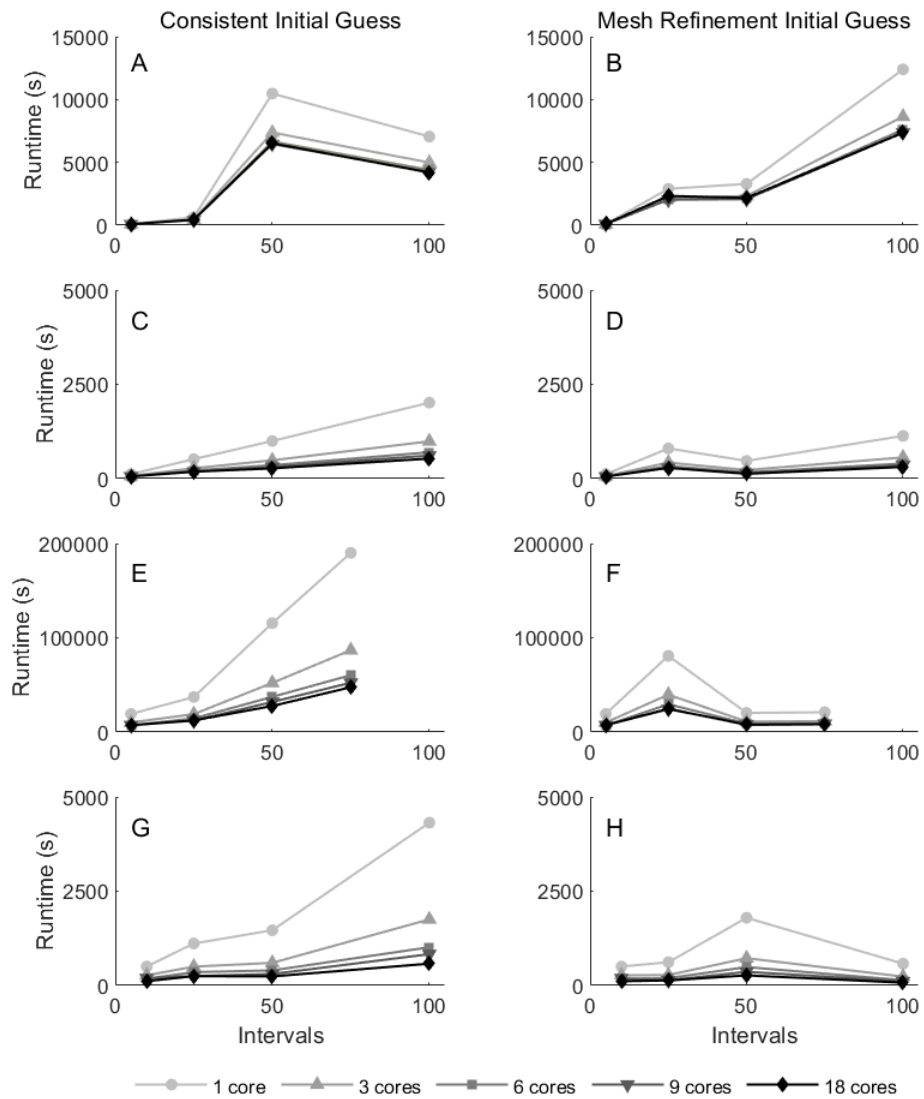 Consistent Initial Guess
Mesh Refinement Initial Guess
15000
10000
5000
0
Runtime (s)
A
0
50
100
15000
10000
5000
0
B
0
50
100
5000
2500
0
Runtime (s)
C
0
50
100
5000
2500
0
D
0
50
100
200000
100000
0
Runtime (s)
E
0
50
100
200000
100000
0
F
0
50
100
5000
2500
0
Runtime (s)
G
0
50
100
Intervals
5000
2500
0
H
0
50
100
Intervals
1 core 3 cores 6 cores 9 cores 18 cores